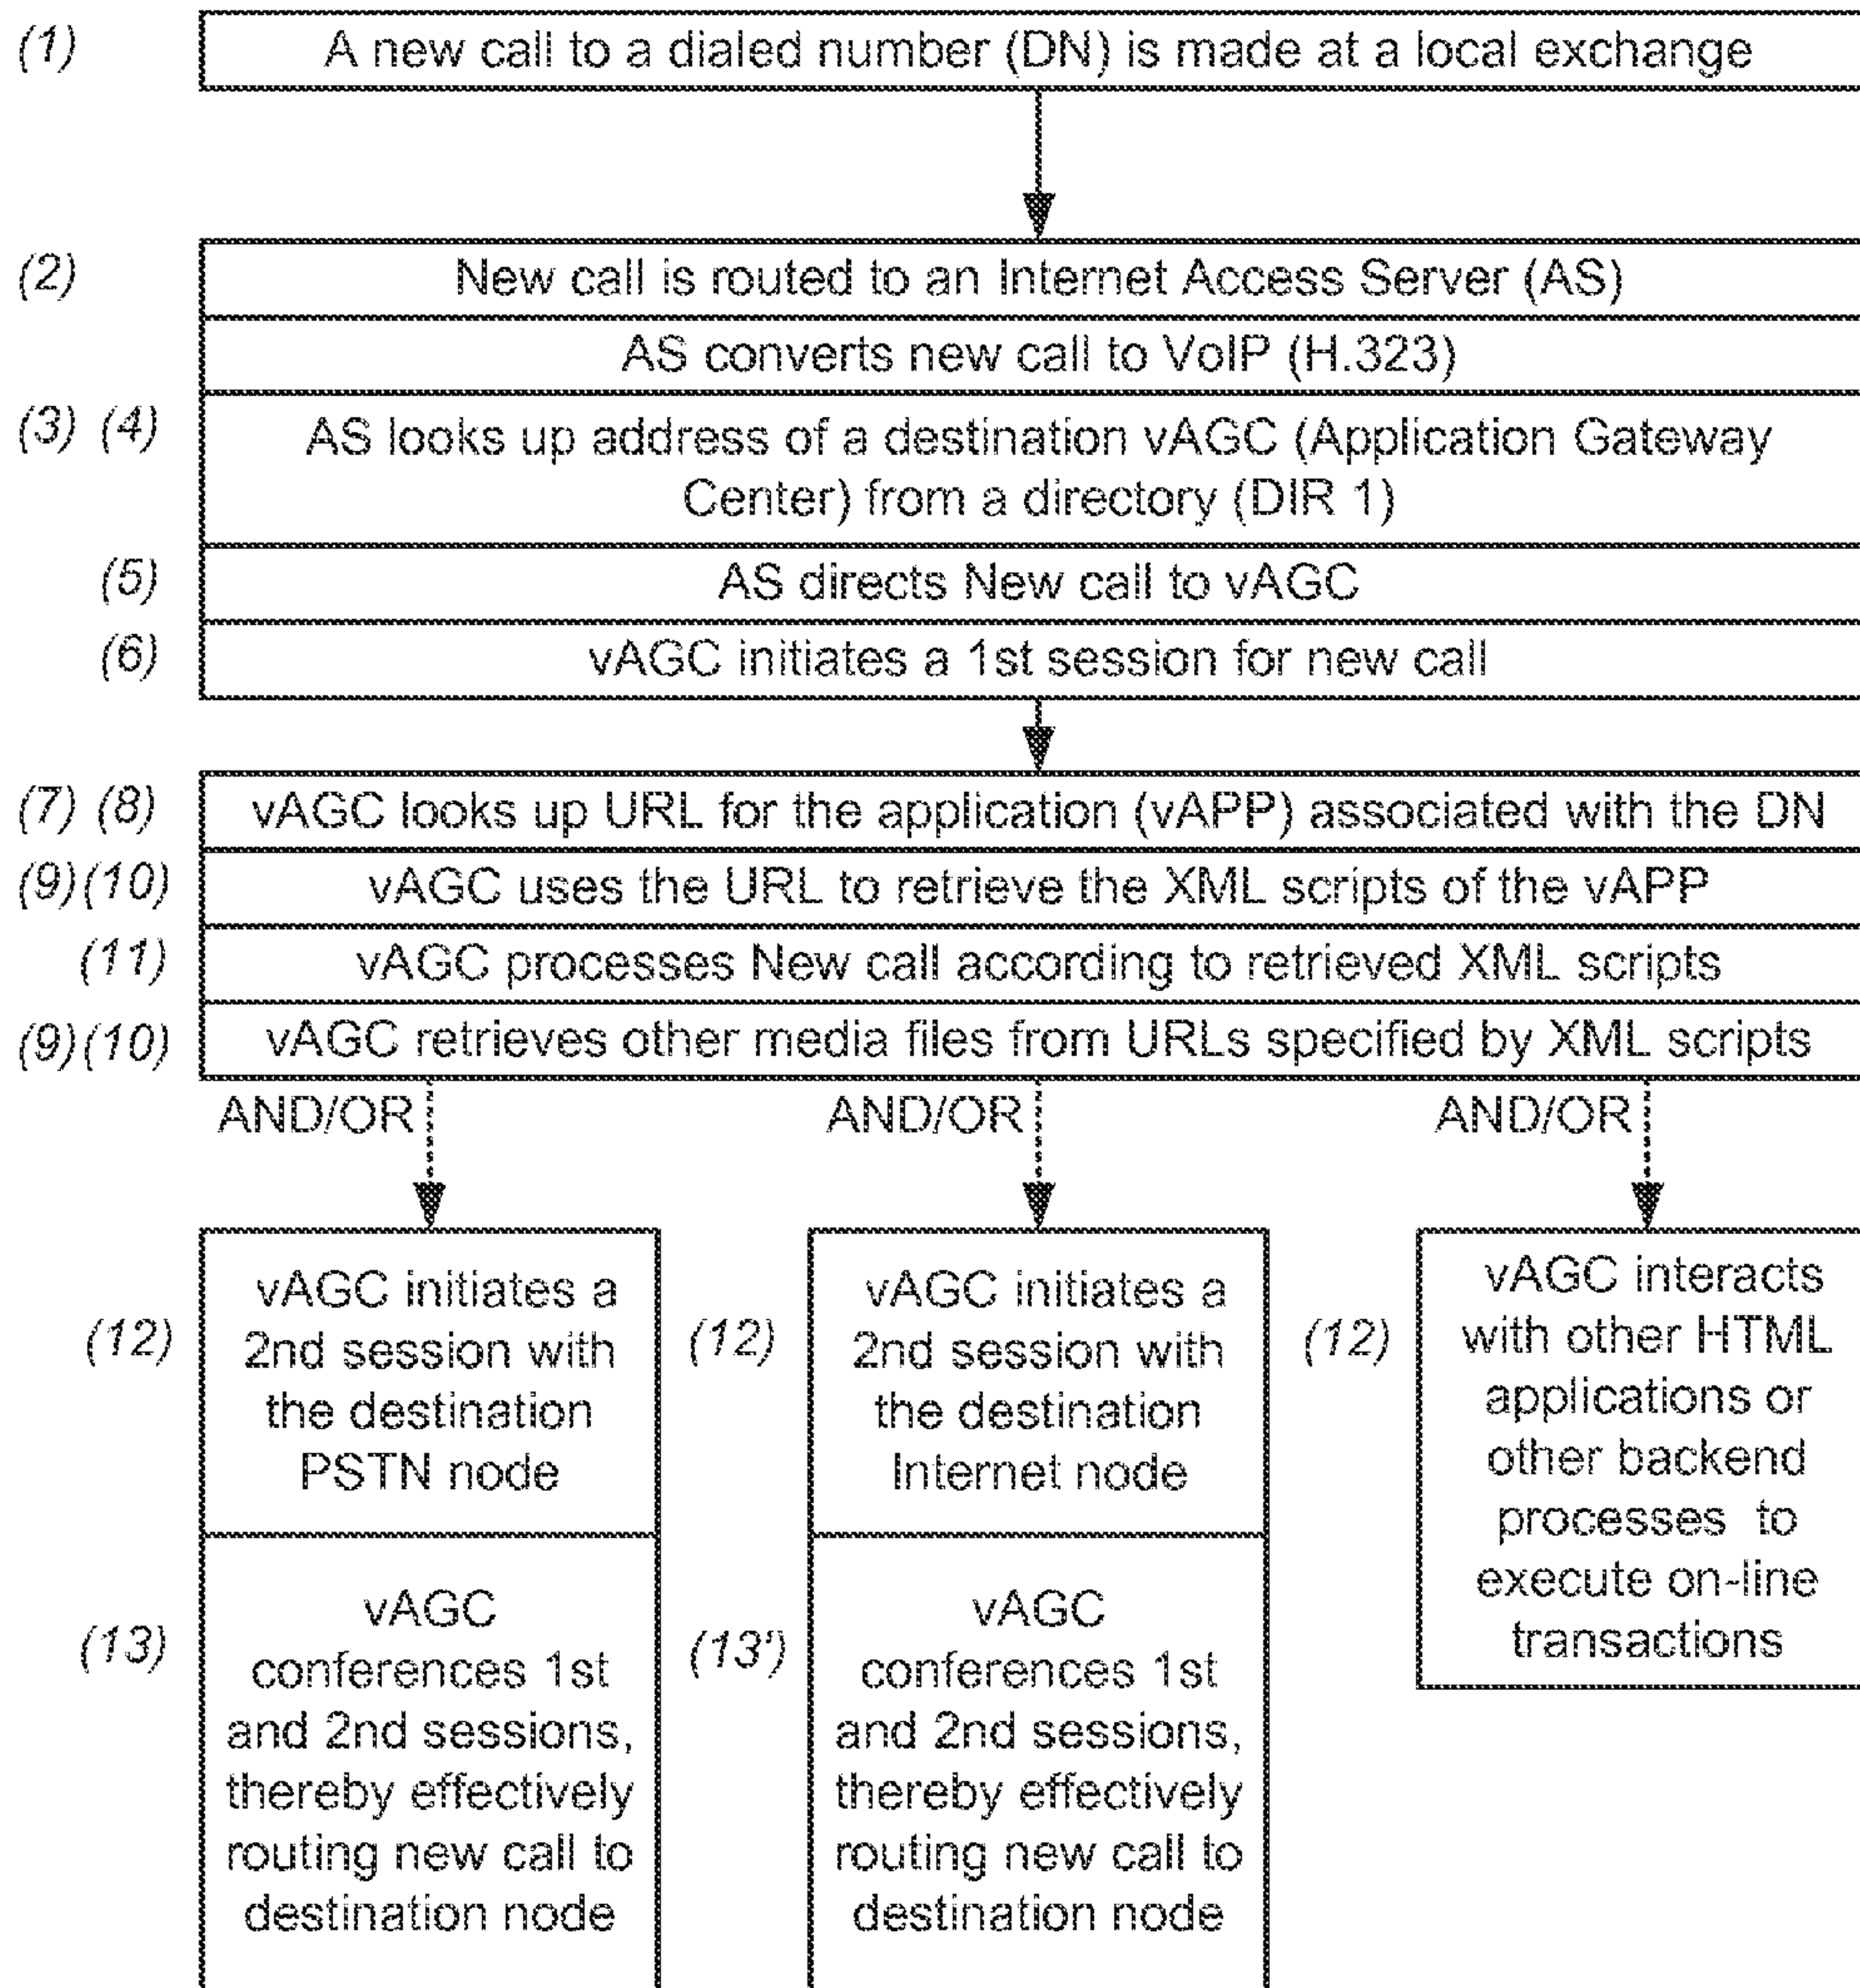 (1) A new call to a dialed number (DN) is made at a local exchange
(2) New call is routed to an Internet Access Server (AS)
AS converts new call to VoIP (H.323)
(3) (4) AS looks up address of a destination vAGC (Application Gateway
Center) from a directory (DIR 1)
(5) AS directs New call to vAGC
(6) vAGC initiates a 1st session for new call
(7) (8) vAGC looks up URL for the application (vAPP) associated with the DN
(9)(10) vAGC uses the URL to retrieve the XML scripts of the vAPP
(11) vAGC processes New call according to retrieved XML scripts
(9)(10) vAGC retrieves other media files from URLs specified by XML scripts
AND/OR
AND/OR
AND/OR
(12)
vAGC initiates a
2nd session with
the destination
PSTN node
(13)
vAGC
conferences 1st
and 2nd sessions,
thereby effectively
routing new call to
destination node
(12)
vAGC initiates a
2nd session with
the destination
Internet node
(13')
vAGC
conferences 1st
and 2nd sessions,
thereby effectively
routing new call to
destination node
(12)
vAGC interacts
with other HTML
applications or
other backend
processes to
execute on-line
transactions